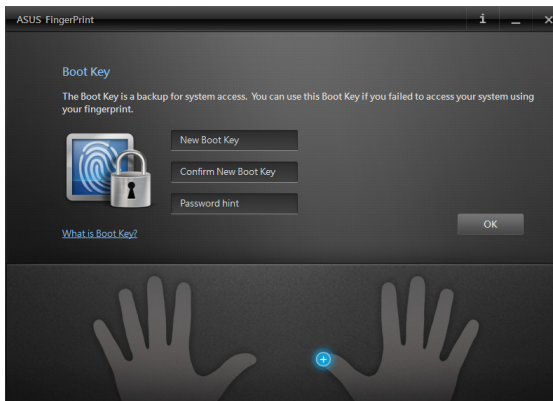 ASUS FingerPrint
Boot Key
The Boot Key is a backup for system access. You can use this Boot Key if you failed to access your system using
your fingerprint.
New Boot Key
Confirm New Boot Key
Password hint
OK
What is Boot Key?